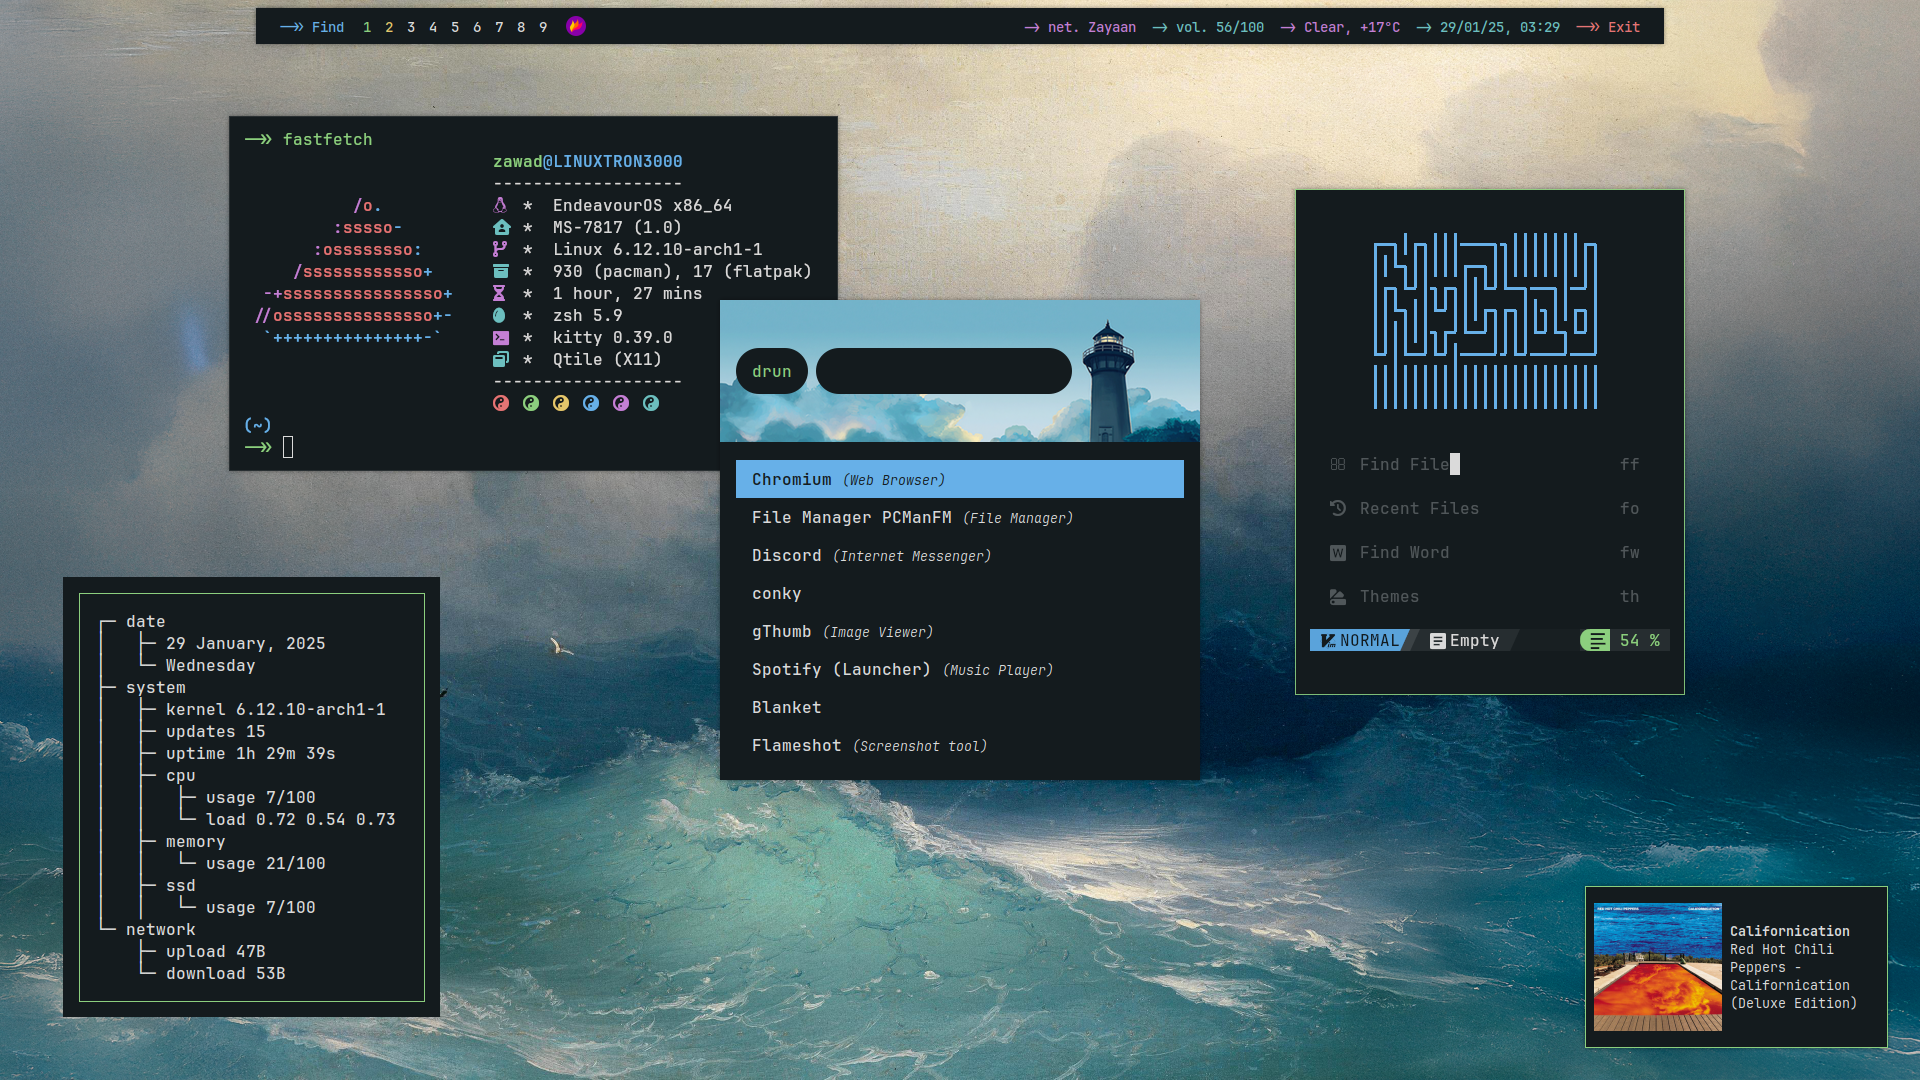 Find 1 2 3 4 5 6 7 8 9
net. Zayaan vol. 56/100 Clear, +17°C 29/01/25, 03:29 Exit
fastfetch
zawad@LINUXTRON3000
-------------------
/o.
:sssso-
:ossssssso:
/ssssssssssso+
-+ssssssssssssssso+
//osssssssssssssso+-
`+++++++++++++++-`
* EndeavourOS x86_64
* MS-7817 (1.0)
* Linux 6.12.10-arch1-1
* 930 (pacman), 17 (flatpak)
* 1 hour, 27 mins
* zsh 5.9
* kitty 0.39.0
* Qtile (X11)
-------------------
(~)
drun
Chromium (Web Browser)
File Manager PCManFM (File Manager)
Discord (Internet Messenger)
conky
gThumb (Image Viewer)
Spotify (Launcher) (Music Player)
Blanket
Flameshot (Screenshot tool)
Find File ff
Recent Files fo
Find Word fw
Themes th
NORMAL Empty 54 %
date
29 January, 2025
Wednesday
system
kernel 6.12.10-arch1-1
updates 15
uptime 1h 29m 39s
cpu
usage 7/100
load 0.72 0.54 0.73
memory
usage 21/100
ssd
usage 7/100
network
upload 47B
download 53B
RED HOT CHILI PEPPERS CALIFORNICATION
Californication
Red Hot Chili
Peppers -
Californication
(Deluxe Edition)